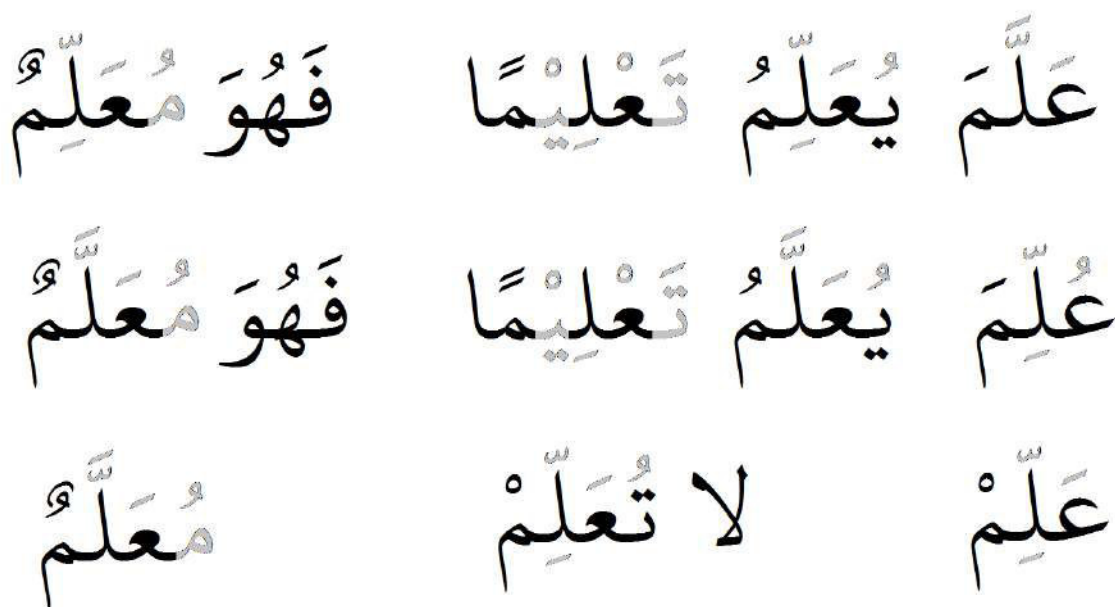 عَلَّمَ يُعَلِّمُ تَعْلِيْمًا فَهُوَ مُعَلِّمٌ
عُلِّمَ يُعَلَّمُ تَعْلِيْمًا فَهُوَ مُعَلَّمٌ
عَلِّمْ لا تُعَلِّمْ مُعَلَّمٌ